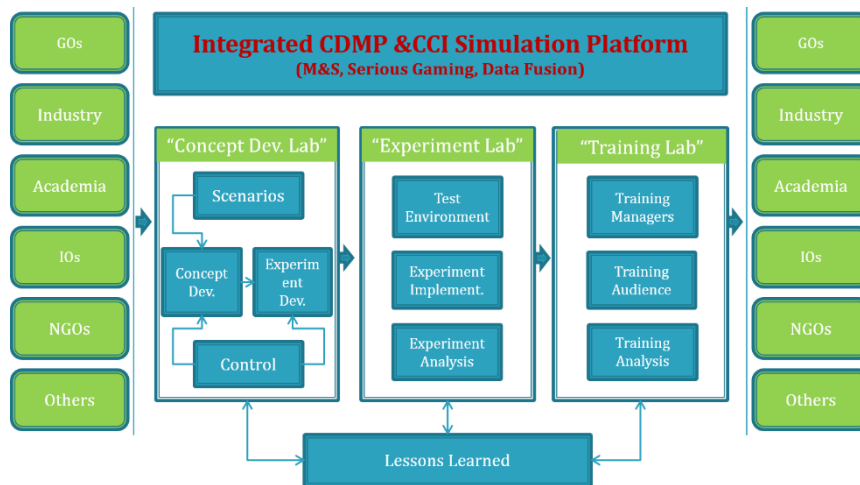 Integrated CDMP &CCI Simulation Platform
(M&S, Serious Gaming, Data Fusion)
GOs
Industry
Academia
IOs
NGOs
Others
“Concept Dev. Lab”
Scenarios
Concept
Dev.
Experim
ent
Dev.
Control
“Experiment Lab”
Test
Environment
Experiment
Implement.
Experiment
Analysis
“Training Lab”
Training
Managers
Training
Audience
Training
Analysis
GOs
Industry
Academia
IOs
NGOs
Others
Lessons Learned